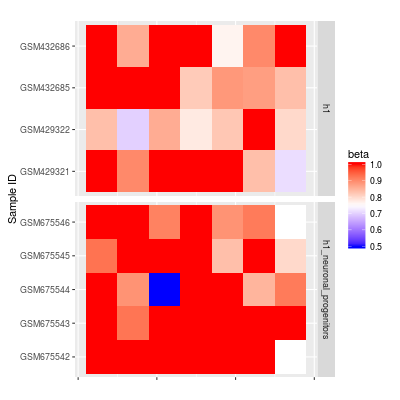 Sample ID
GSM432686
GSM432685
GSM429322
GSM429321
h1
GSM675546
GSM675545
GSM675544
GSM675543
GSM675542
h1_neuronal_progenitors
beta
1.0
0.9
0.8
0.7
0.6
0.5